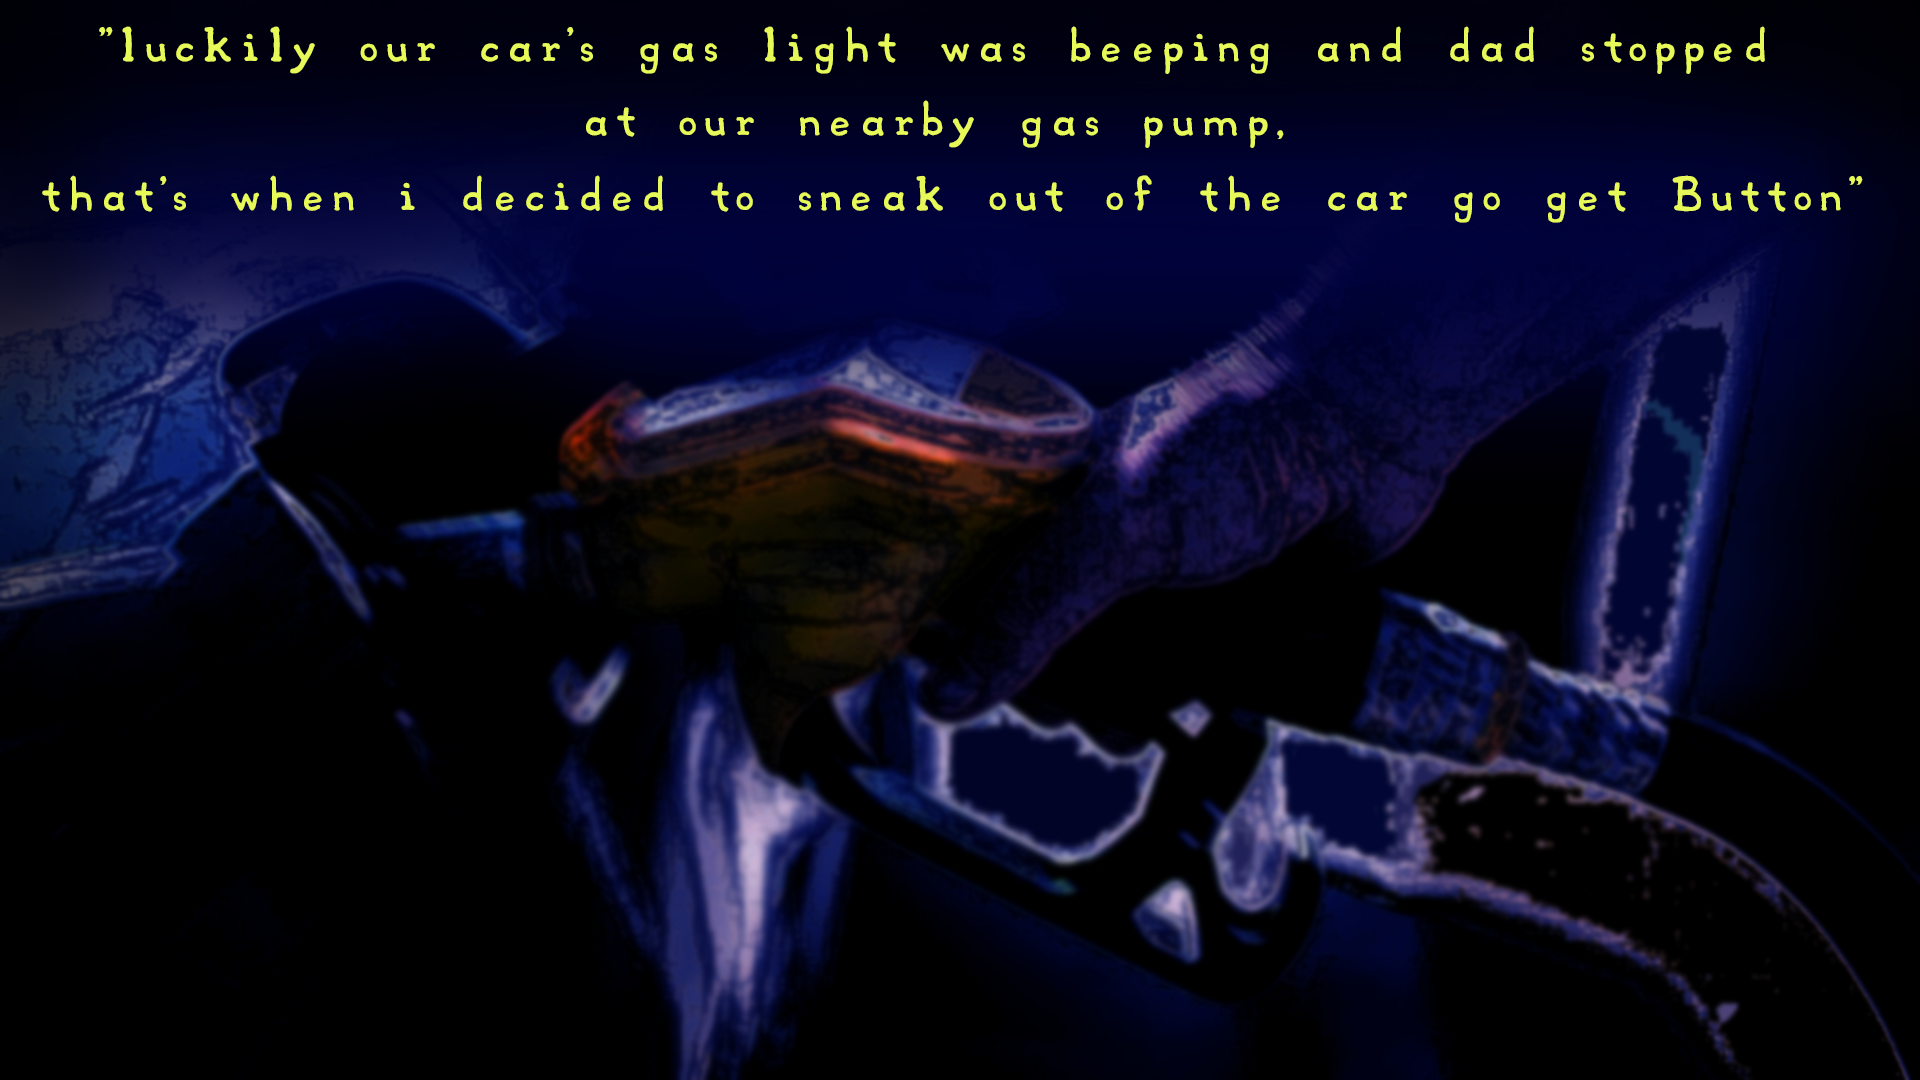 "luckily our car's gas light was beeping and dad stopped
at our nearby gas pump,
that's when i decided to sneak out of the car go get Button"